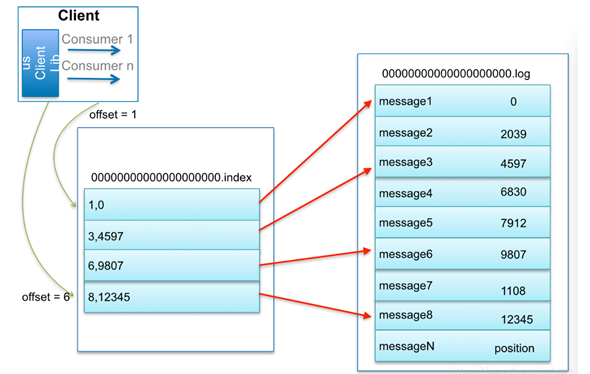 Client
Consumer 1
Consumer n
us
Client
Lib
offset = 1
00000000000000000000.index
1,0
3,4597
6,9807
8,12345
offset = 6
00000000000000000000.log
message1 0
message2 2039
message3 4597
message4 6830
message5 7912
message6 9807
message7 1108
message8 12345
messageN position